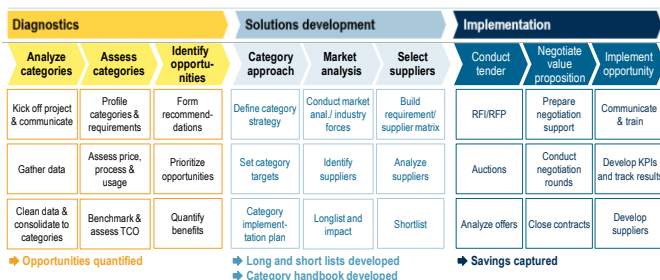 Diagnostics
Solutions development
Implementation
Analyze
categories
Assess
categories
Identify
opportu-
nities
Category
approach
Market
analysis
Select
suppliers
Conduct
tender
Negotiate
value
proposition
Implement
opportunity
Kick off project
& communicate
Profile
categories &
requirements
Form
recommen-
dations
Define category
strategy
Conduct market
anal./ industry
forces
Build
requirement/
supplier matrix
RFI/RFP
Prepare
negotiation
support
Communicate
& train
Gather data
Assess price,
process &
usage
Prioritize
opportunities
Set category
targets
Identify
suppliers
Analyze
suppliers
Auctions
Conduct
negotiation
rounds
Develop KPIs
and track results
Clean data &
consolidate to
categories
Benchmark &
assess TCO
Quantify
benefits
Category
implemen-
tation plan
Longlist and
impact
Shortlist
Analyze offers
Close contracts
Develop
suppliers
Opportunities quantified
Long and short lists developed
Category handbook developed
Savings captured